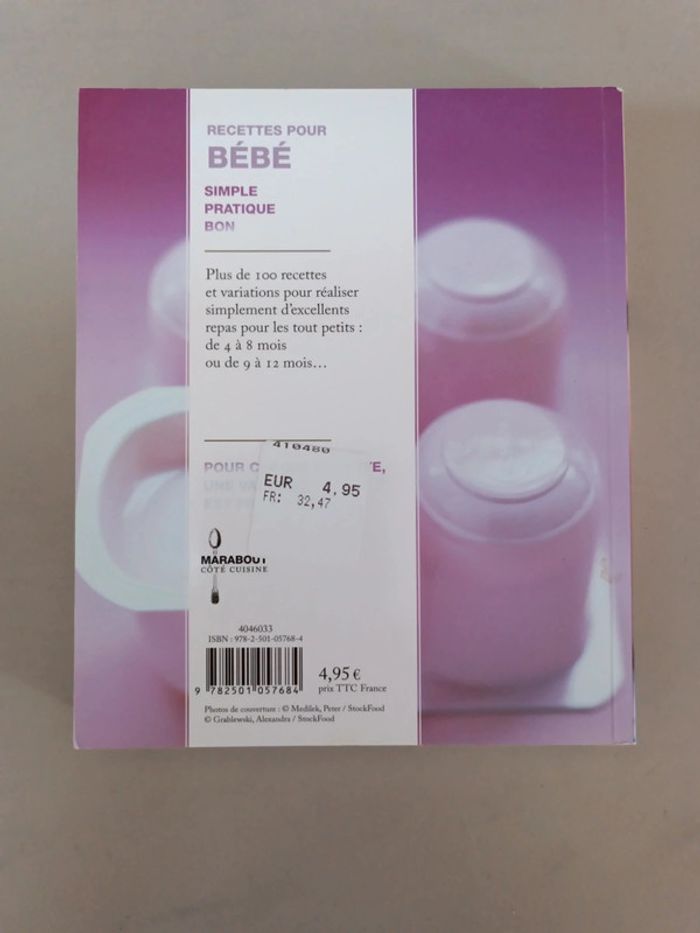 RECETTES POUR
BÉBÉ
SIMPLE
PRATIQUE
BON
Plus de 100 recettes
et variations pour réaliser
simplement d'excellents
repas pour les tout petits :
de 4 à 8 mois
ou de 9 à 12 mois...
410480
POUR
EUR 4.95
FR: 32,47
MARABOUT
CÔTÉ CUISINE
4046033
ISBN : 978-2-501-05768-4
9 782501 057684
4,95 €
prix TTC France
Photos de couverture : © Medilek, Peter / StockFood
© Grablewski, Alexandra / StockFood